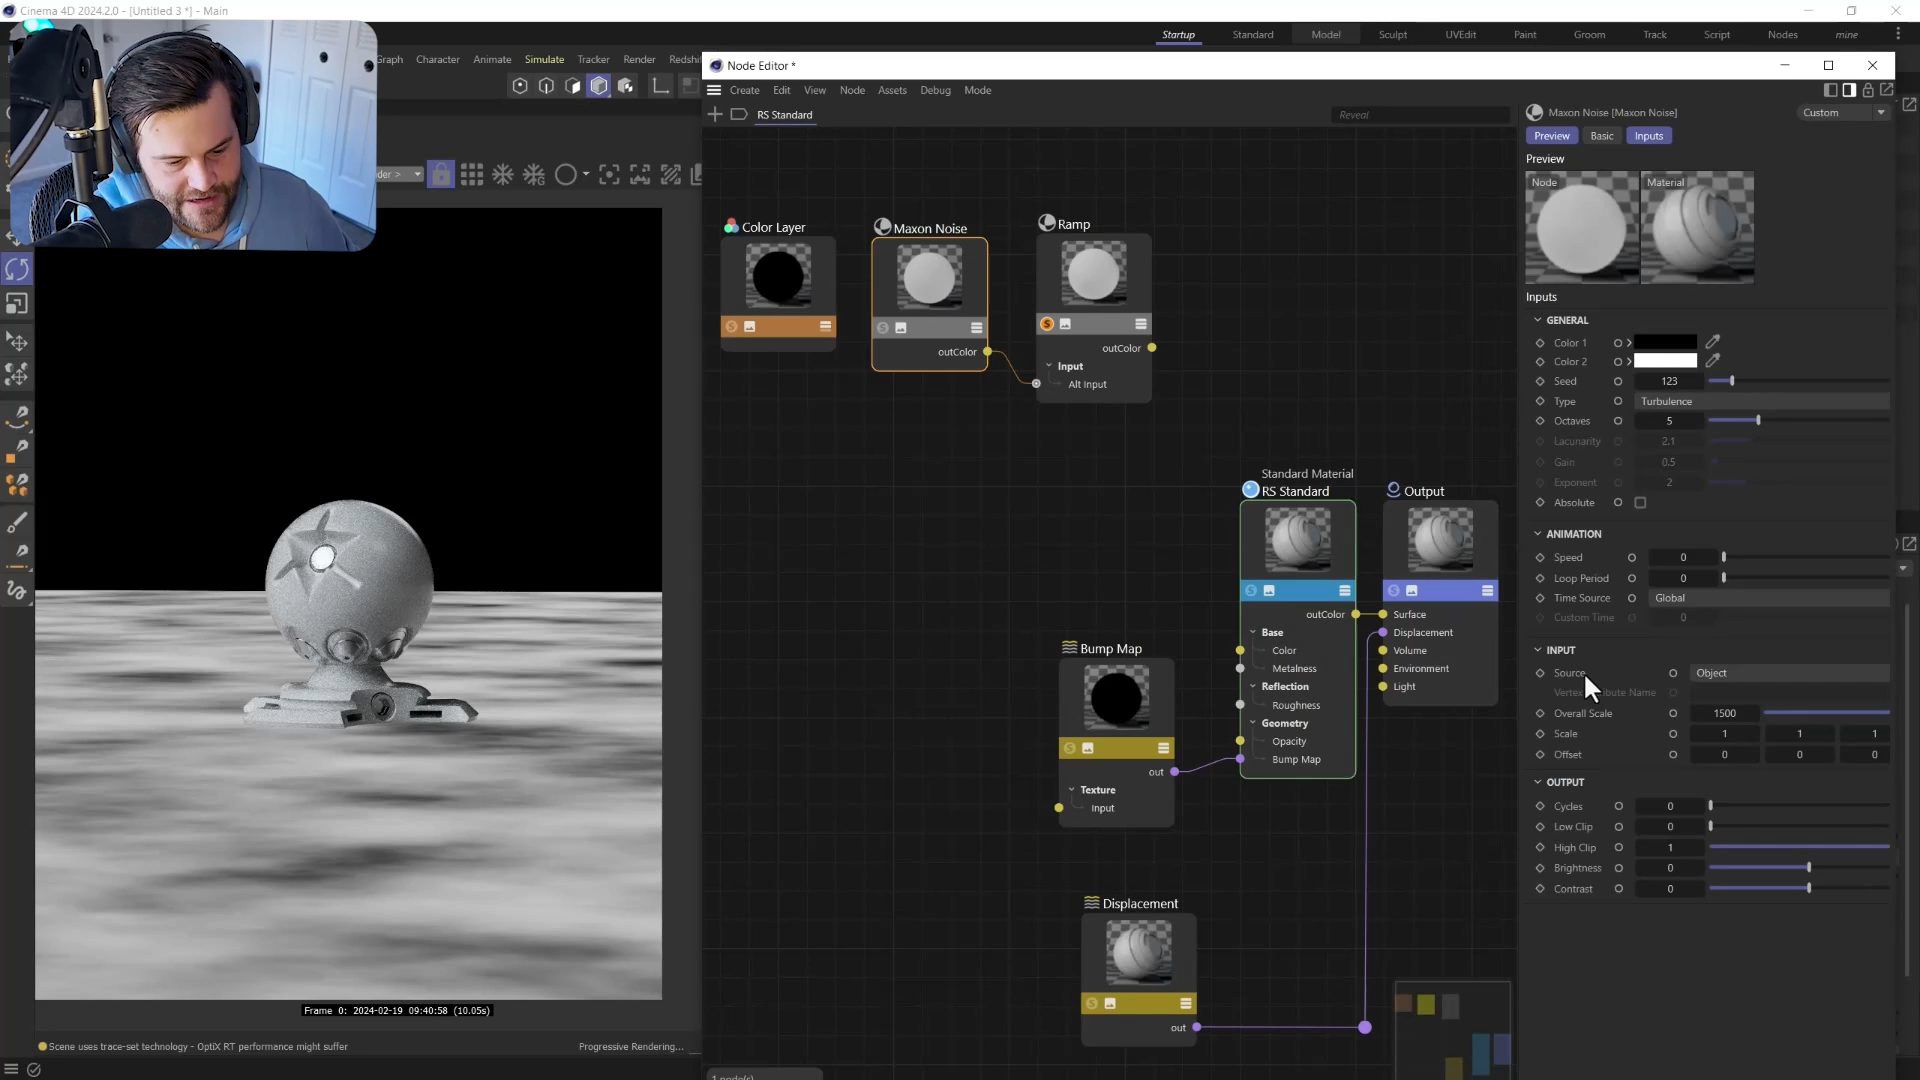 Cinema 4D 2024.2.0 - [Untitled 3 *] - Main
Startup
Standard
Model
Sculpt
UVEdit
Paint
Groom
Track
Script
Nodes
mine
Graph
Character
Animate
Simulate
Tracker
Render
Redshi
Node Editor *
Create
Edit
View
Node
Assets
Debug
Mode
RS Standard
Reveal
Maxon Noise [Maxon Noise]
Custom
Preview
Basic
Inputs
Preview
Node
Material
Color Layer
Maxon Noise
outColor
Ramp
outColor
Input
Alt Input
Standard Material
RS Standard
outColor
Base
Color
Metalness
Reflection
Roughness
Geometry
Opacity
Bump Map
Output
Surface
Displacement
Volume
Environment
Light
Bump Map
out
Texture
Input
Displacement
out
Inputs
GENERAL
Color 1
Color 2
Seed 123
Type Turbulence
Octaves 5
Lacunarity 2.1
Gain 0.5
Exponent 2
Absolute
ANIMATION
Speed 0
Loop Period 0
Time Source Global
Custom Time 0
INPUT
Source Object
Overall Scale 1500
Scale 1 1 1
Offset 0 0 0
OUTPUT
Cycles 0
Low Clip 0
High Clip 1
Brightness 0
Contrast 0
Frame 0: 2024-02-19 09:40:58 (10.05s)
Scene uses trace-set technology - OptiX RT performance might suffer
Progressive Rendering...